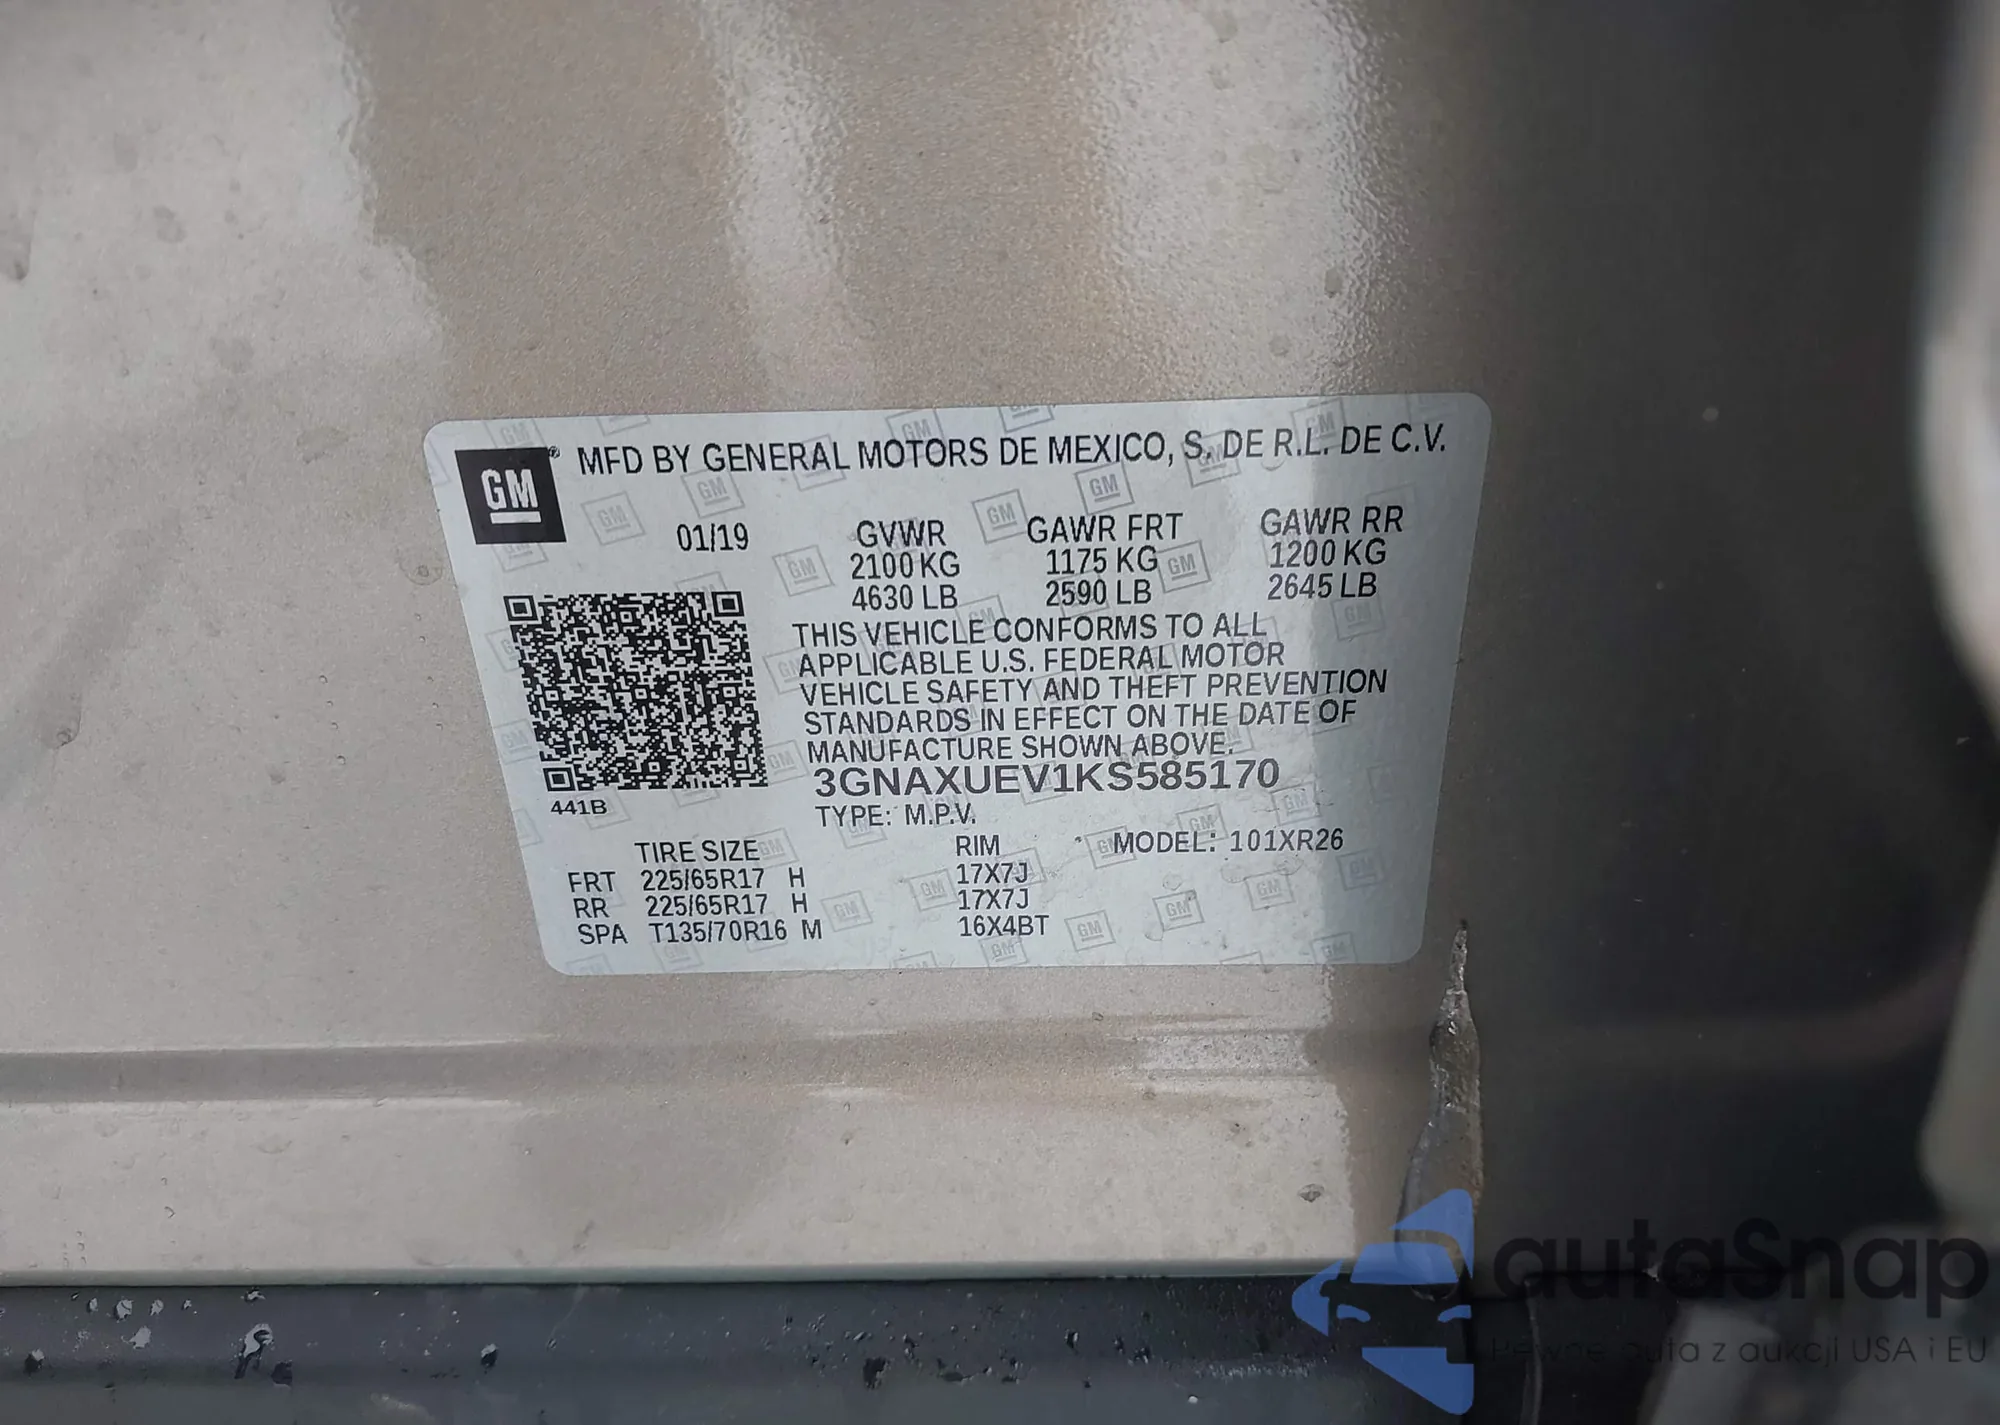 GM
MFD BY GENERAL MOTORS DE MEXICO, S. DE R.L. DE C.V.
01/19 GVWR GAWR FRT GAWR RR
2100 KG 1175 KG 1200 KG
4630 LB 2590 LB 2645 LB
THIS VEHICLE CONFORMS TO ALL
APPLICABLE U.S. FEDERAL MOTOR
VEHICLE SAFETY AND THEFT PREVENTION
STANDARDS IN EFFECT ON THE DATE OF
MANUFACTURE SHOWN ABOVE.
3GNAXUEV1KS585170
441B
TYPE: M.P.V.
TIRE SIZE RIM MODEL: 101XR26
FRT 225/65R17 H 17X7J
RR 225/65R17 H 17X7J
SPA T135/70R16 M 16X4BT
autaSnap
Pewne auta z aukcji USA i EU